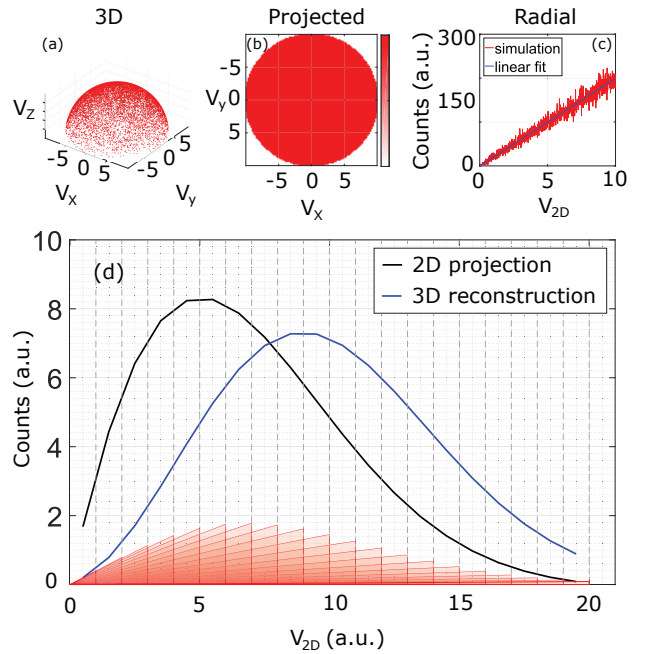 3D
Projected
Radial
(a)
V_Z
-5 0 5
-5 0 5
V_X
V_y
(b)
-5
0
5
V_y
-5 0 5
V_X
300
150
0
Counts (a.u.)
simulation
linear fit
(c)
0 5 10
V_2D
10
8
6
4
2
0
Counts (a.u.)
(d)
2D projection
3D reconstruction
0 5 10 15 20
V_2D (a.u.)